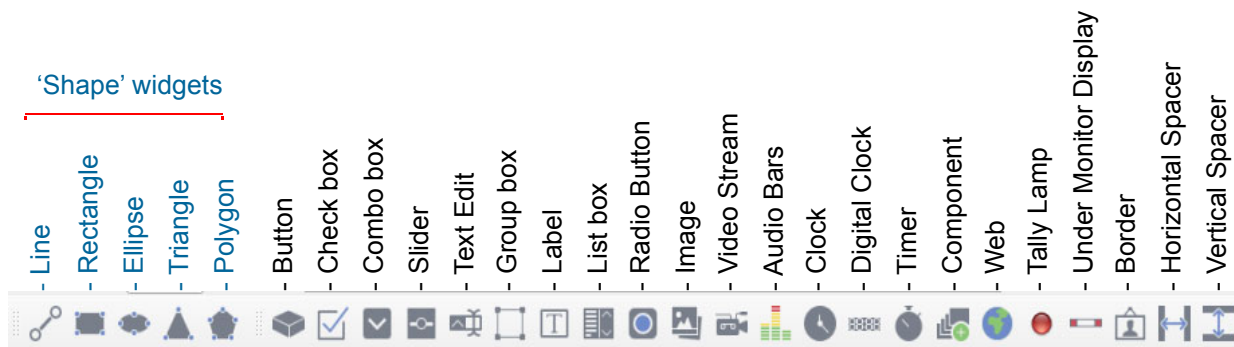 ‘Shape’ widgets
- Line
- Rectangle
- Ellipse
- Triangle
- Polygon
- Button
- Check box
- Combo box
- Slider
- Text Edit
- Group box
- Label
- List box
- Radio Button
- Image
- Video Stream
- Audio Bars
- Clock
- Digital Clock
- Timer
- Component
- Web
- Tally Lamp
- Under Monitor Display
- Border
- Horizontal Spacer
- Vertical Spacer
T